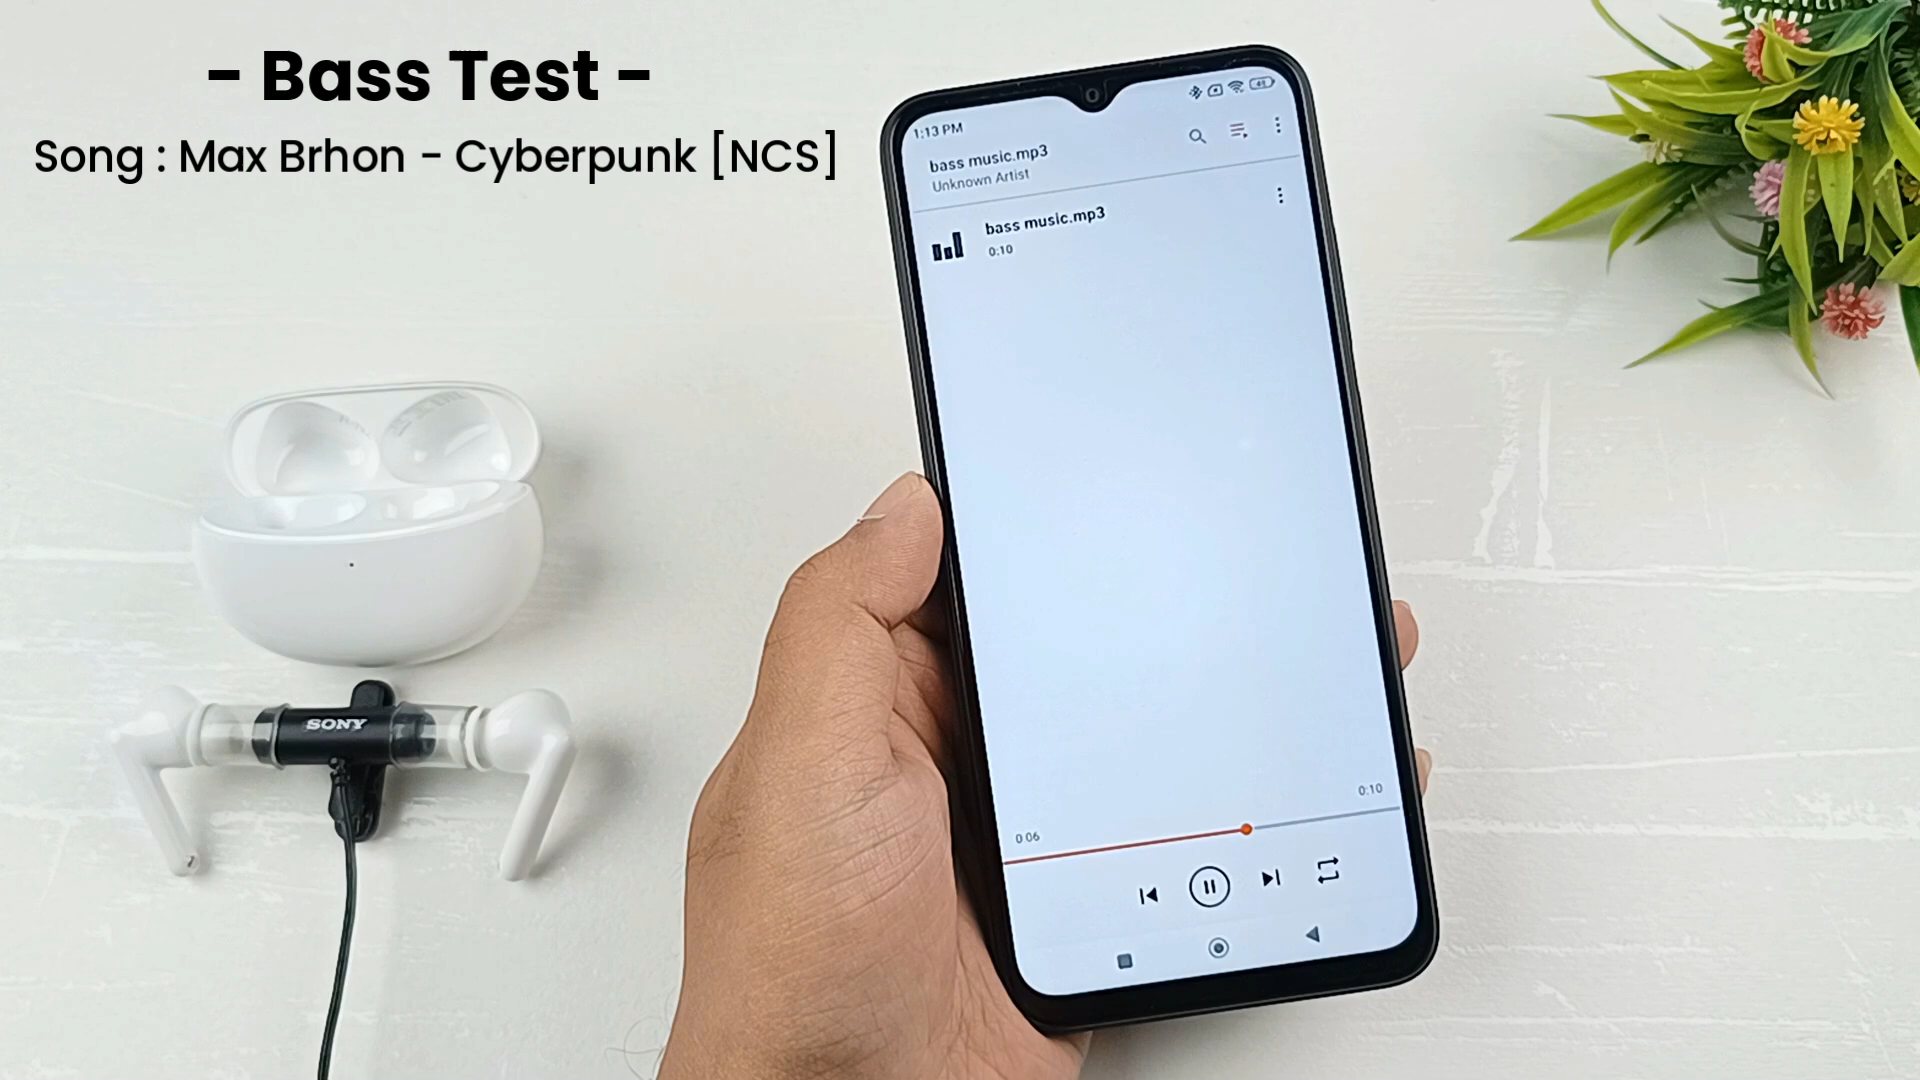 - Bass Test -
Song : Max Brhon - Cyberpunk [NCS]
1:13 PM
bass music.mp3
Unknown Artist
bass music.mp3
0:10
0:10
0:06
SONY